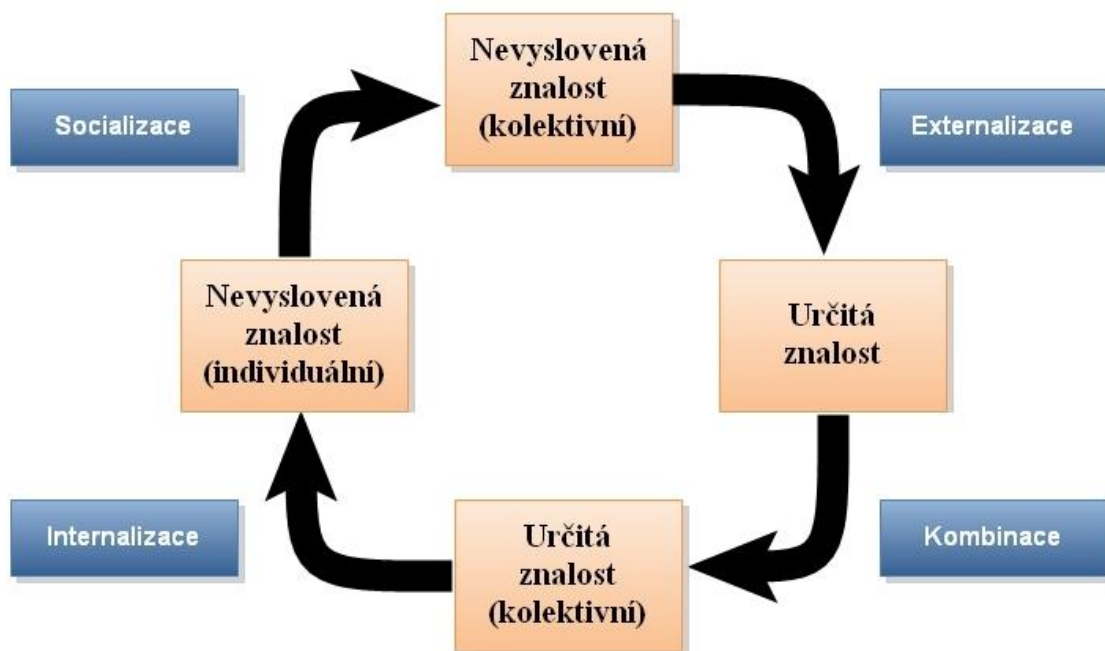 Nevyslovená
znalost
(kolektivní)
Socializace
Externalizace
Nevyslovená
znalost
(individuální)
Určitá
znalost
Internalizace
Určitá
znalost
(kolektivní)
Kombinace